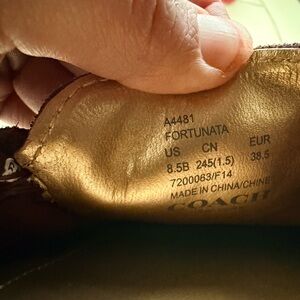 A4481
FORTUNATA
US CN EUR
8.5B 245(1.5) 38.5
7200063/F14
MADE IN CHINA/CHINE
COACH